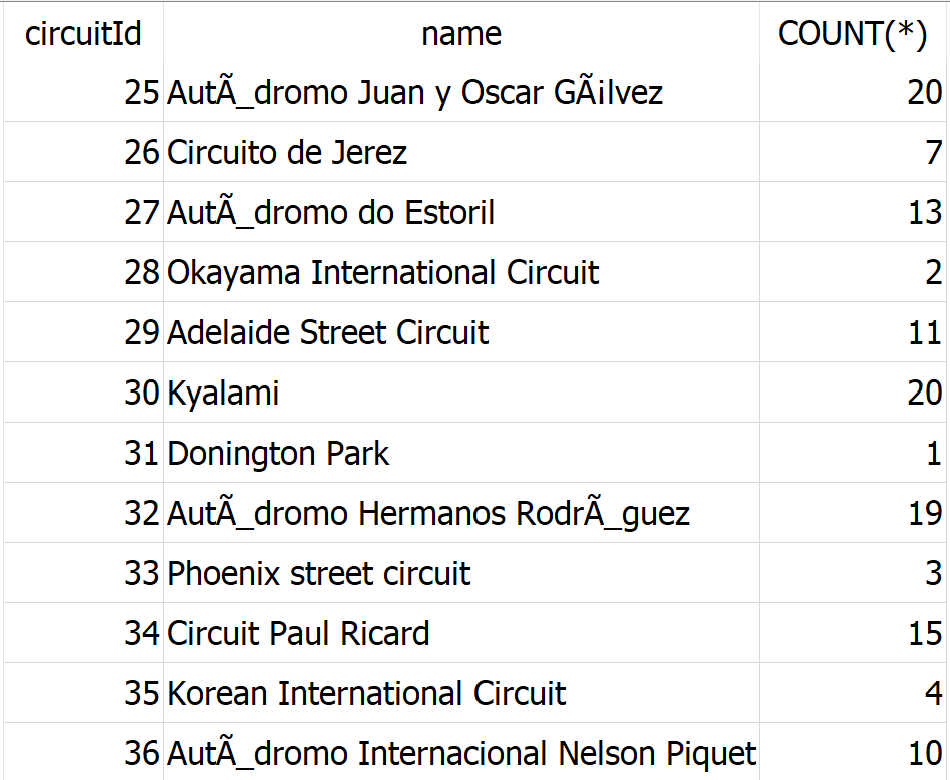 circuitId name COUNT(*)
25 AutÃ_dromo Juan y Oscar GÃ¡lvez 20
26 Circuito de Jerez 7
27 AutÃ_dromo do Estoril 13
28 Okayama International Circuit 2
29 Adelaide Street Circuit 11
30 Kyalami 20
31 Donington Park 1
32 AutÃ_dromo Hermanos RodrÃ_guez 19
33 Phoenix street circuit 3
34 Circuit Paul Ricard 15
35 Korean International Circuit 4
36 AutÃ_dromo Internacional Nelson Piquet 10